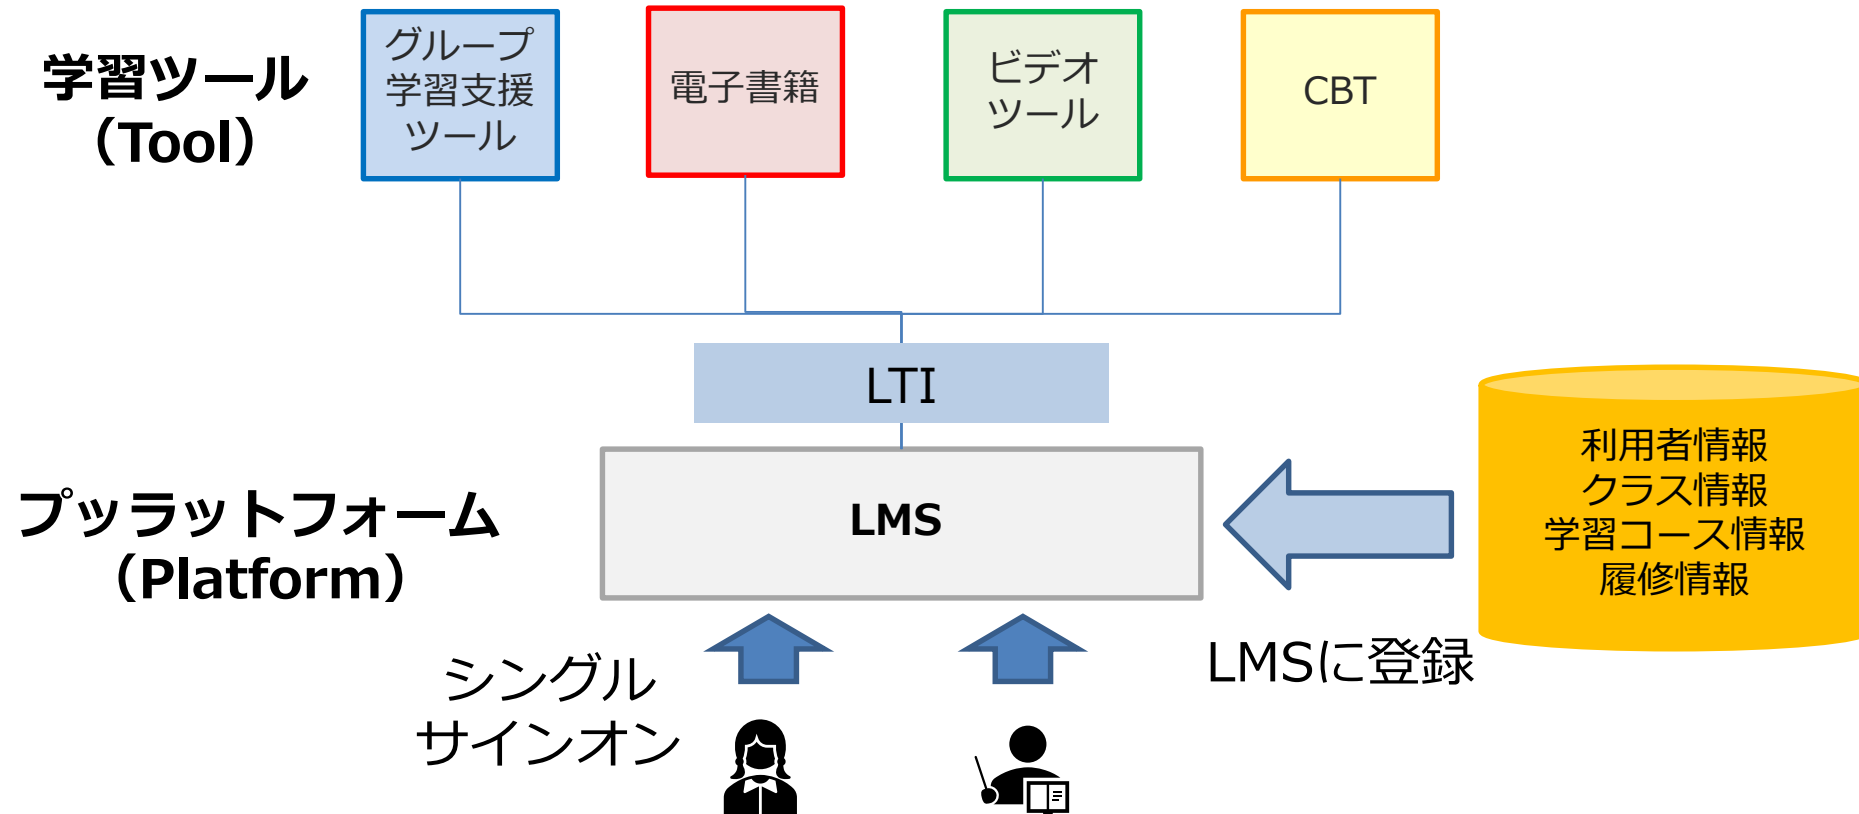 学習ツール
（Tool）
グループ
学習支援
ツール
電子書籍
ビデオ
ツール
CBT
LTI
プッラットフォーム
（Platform）
LMS
利用者情報
クラス情報
学習コース情報
履修情報
LMSに登録
シングル
サインオン